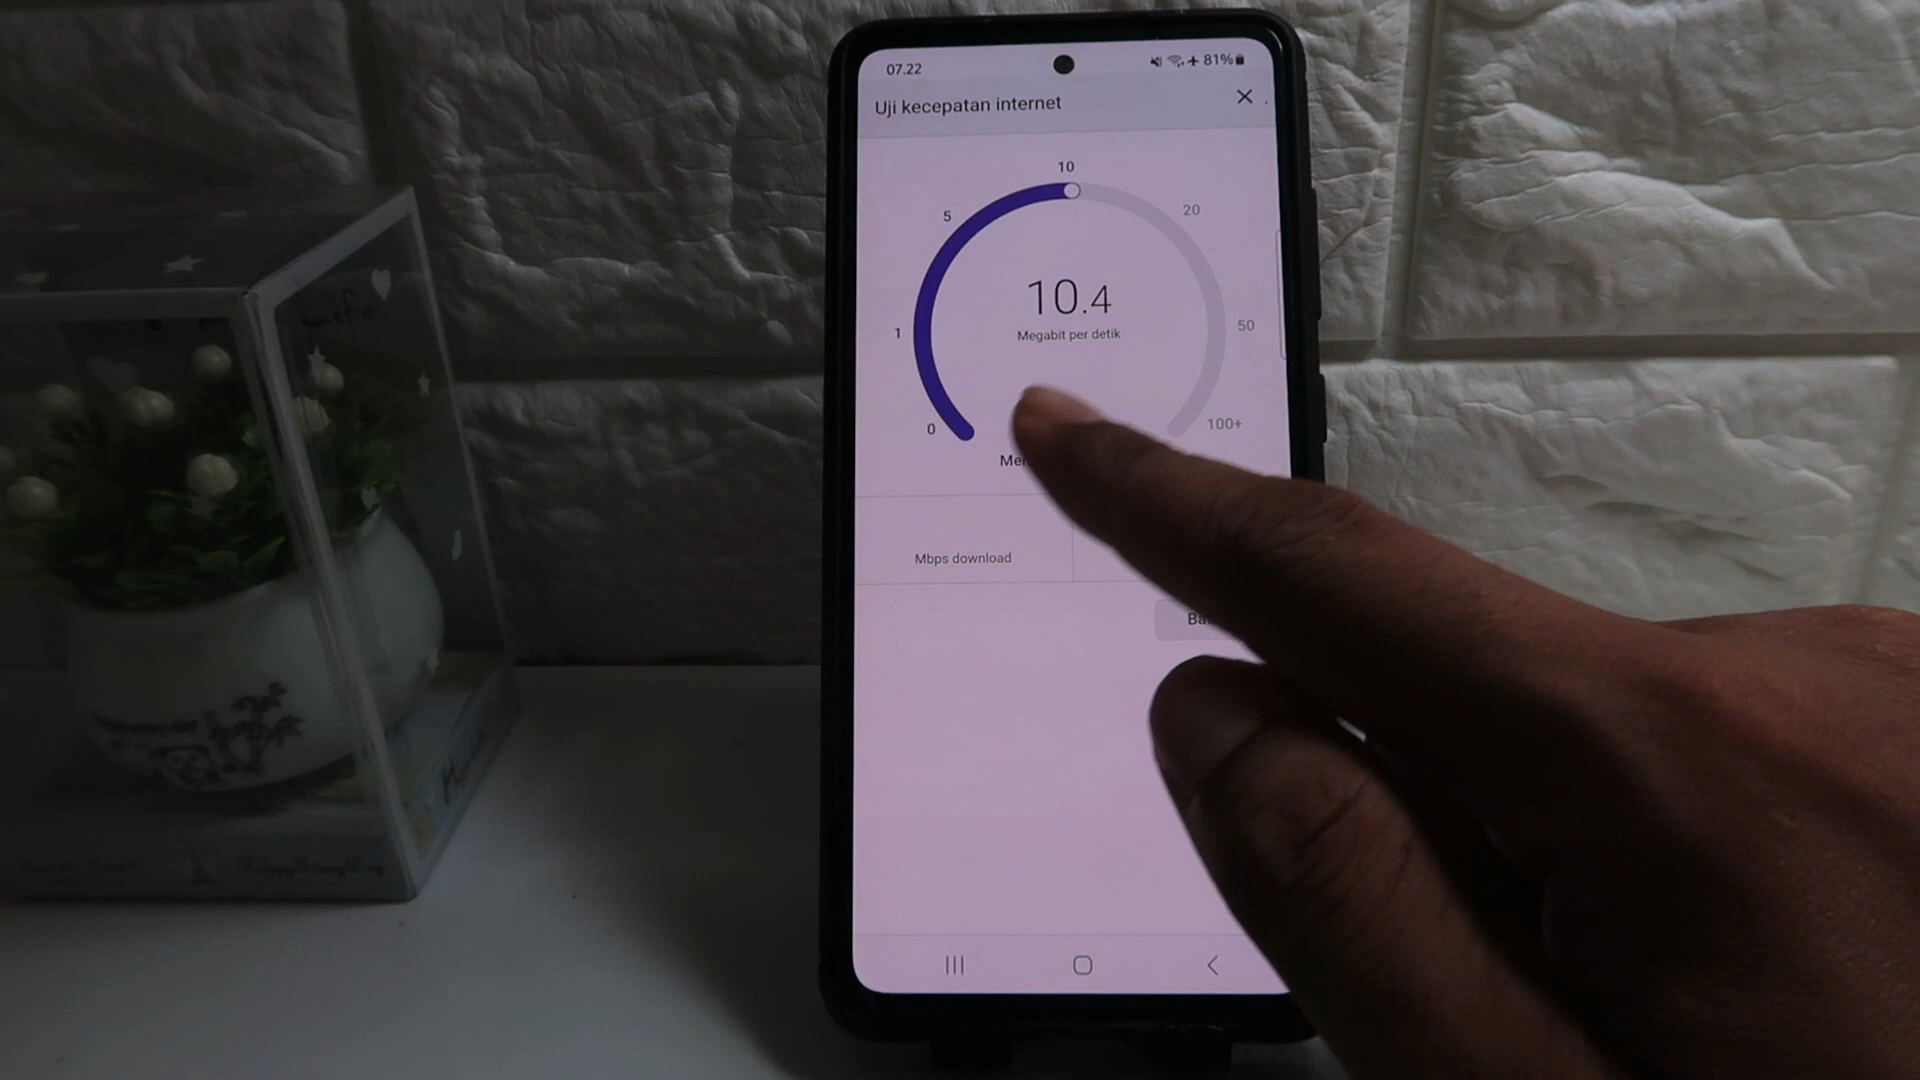 07.22
81%
Uji kecepatan internet
10
5
20
10.4
Megabit per detik
1
50
0
100+
Mbps download
Life